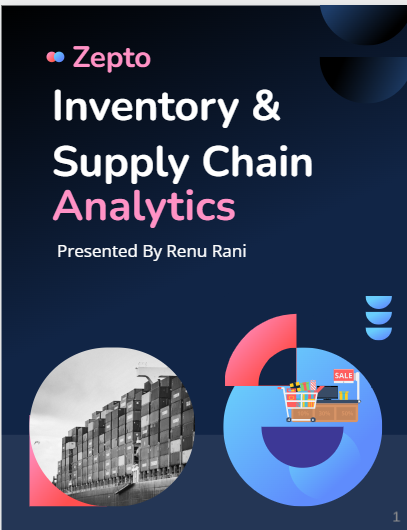 Zepto
Inventory &
Supply Chain
Analytics
Presented By Renu Rani
SALE
1